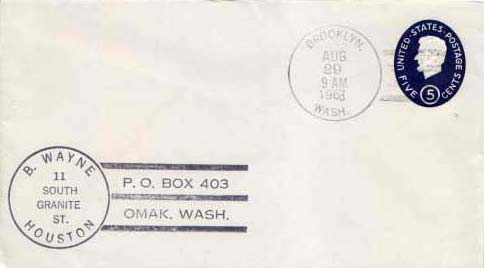 BROOKLYN,
AUG
29
9 AM
1963
WASH.
UNITED·STATES·POSTAGE
FIVE 5 CENTS
B. WAYNE
11
SOUTH
GRANITE
ST.
HOUSTON
P. O. BOX 403
OMAK, WASH.